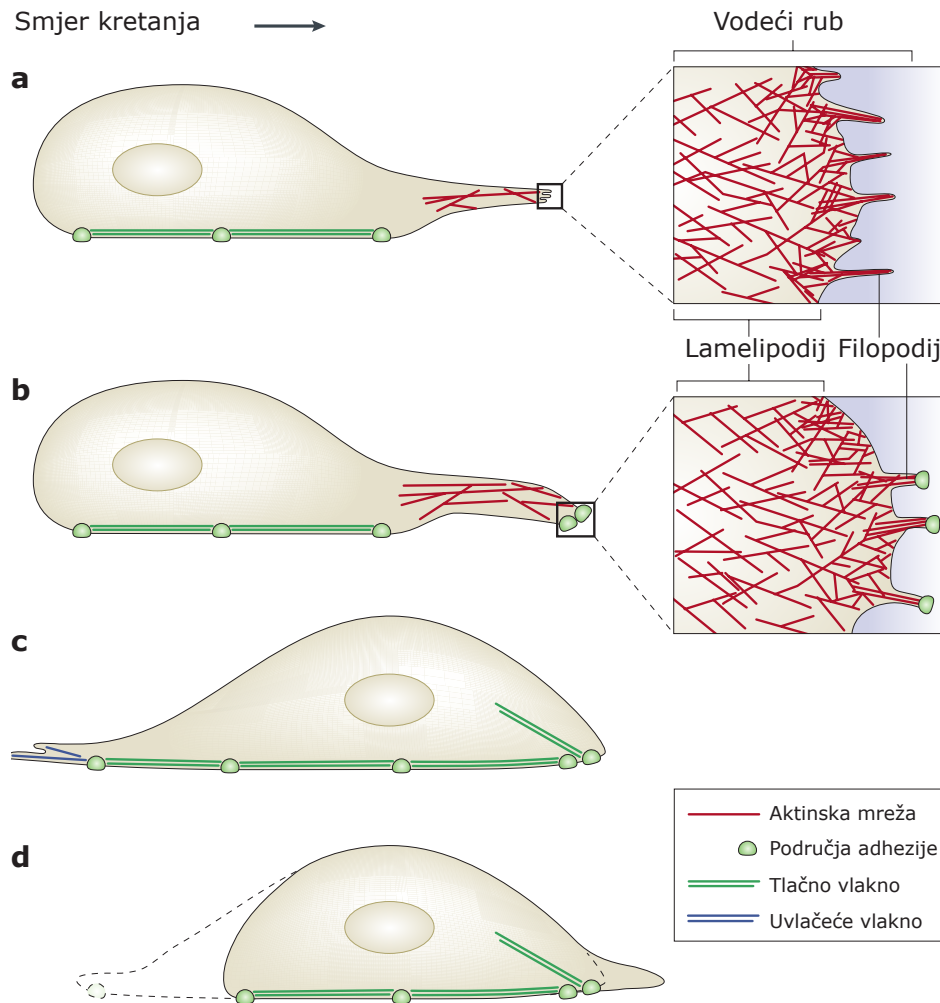 Smjer kretanja
Vodeći rub
a
Lamelipodij
Filopodij
b
c
Aktinska mreža
Područja adhezije
Tlačno vlakno
Uvlačeće vlakno
d